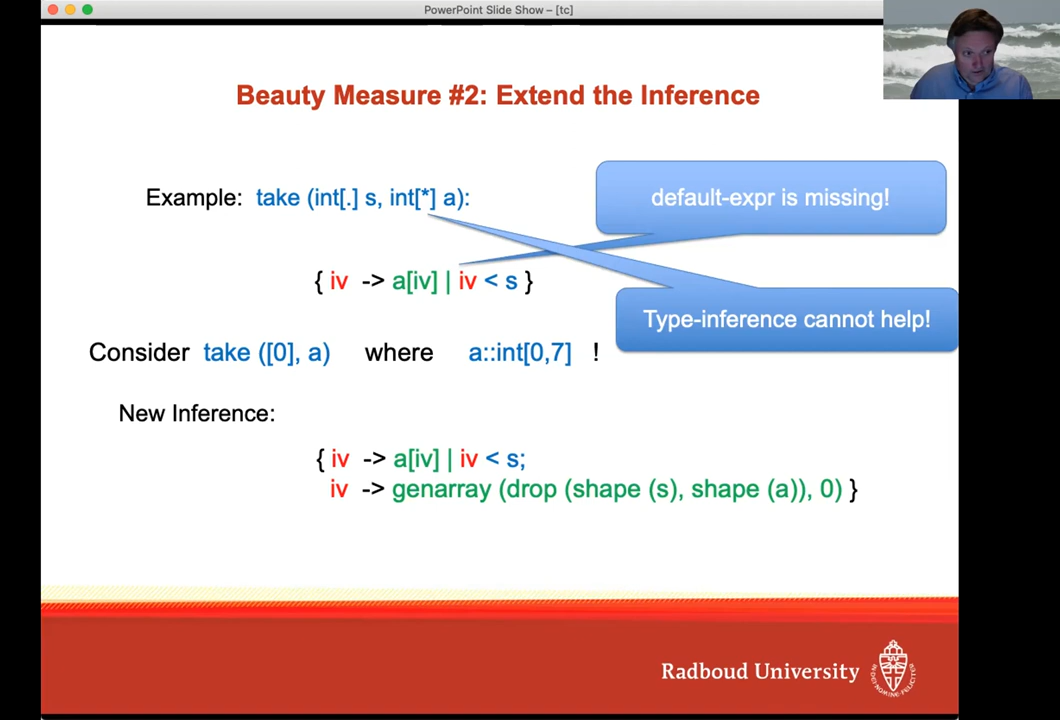 PowerPoint Slide Show – [tc]
Beauty Measure #2: Extend the Inference
Example: take (int[.] s, int[*] a):
default-expr is missing!
{ iv -> a[iv] | iv < s }
Type-inference cannot help!
Consider take ([0], a) where a::int[0,7] !
New Inference:
{ iv -> a[iv] | iv < s;
iv -> genarray (drop (shape (s), shape (a)), 0) }
Radboud University